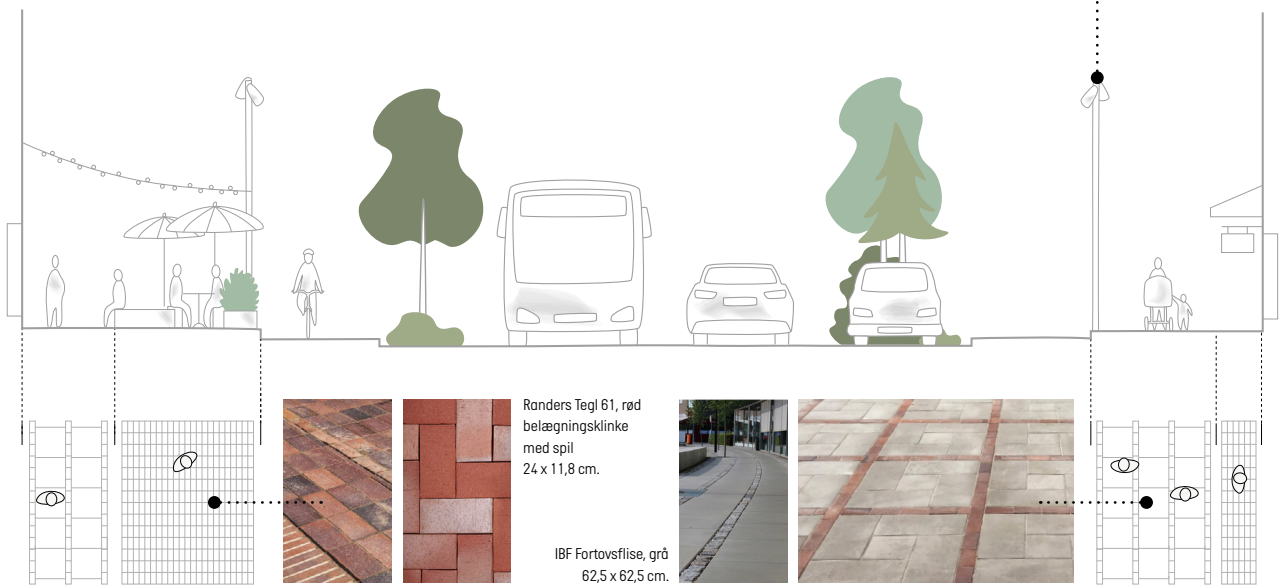 Randers Tegl 61, rød
belægningsklinke
med spil
24 x 11,8 cm.
IBF Fortovsflise, grå
62,5 x 62,5 cm.